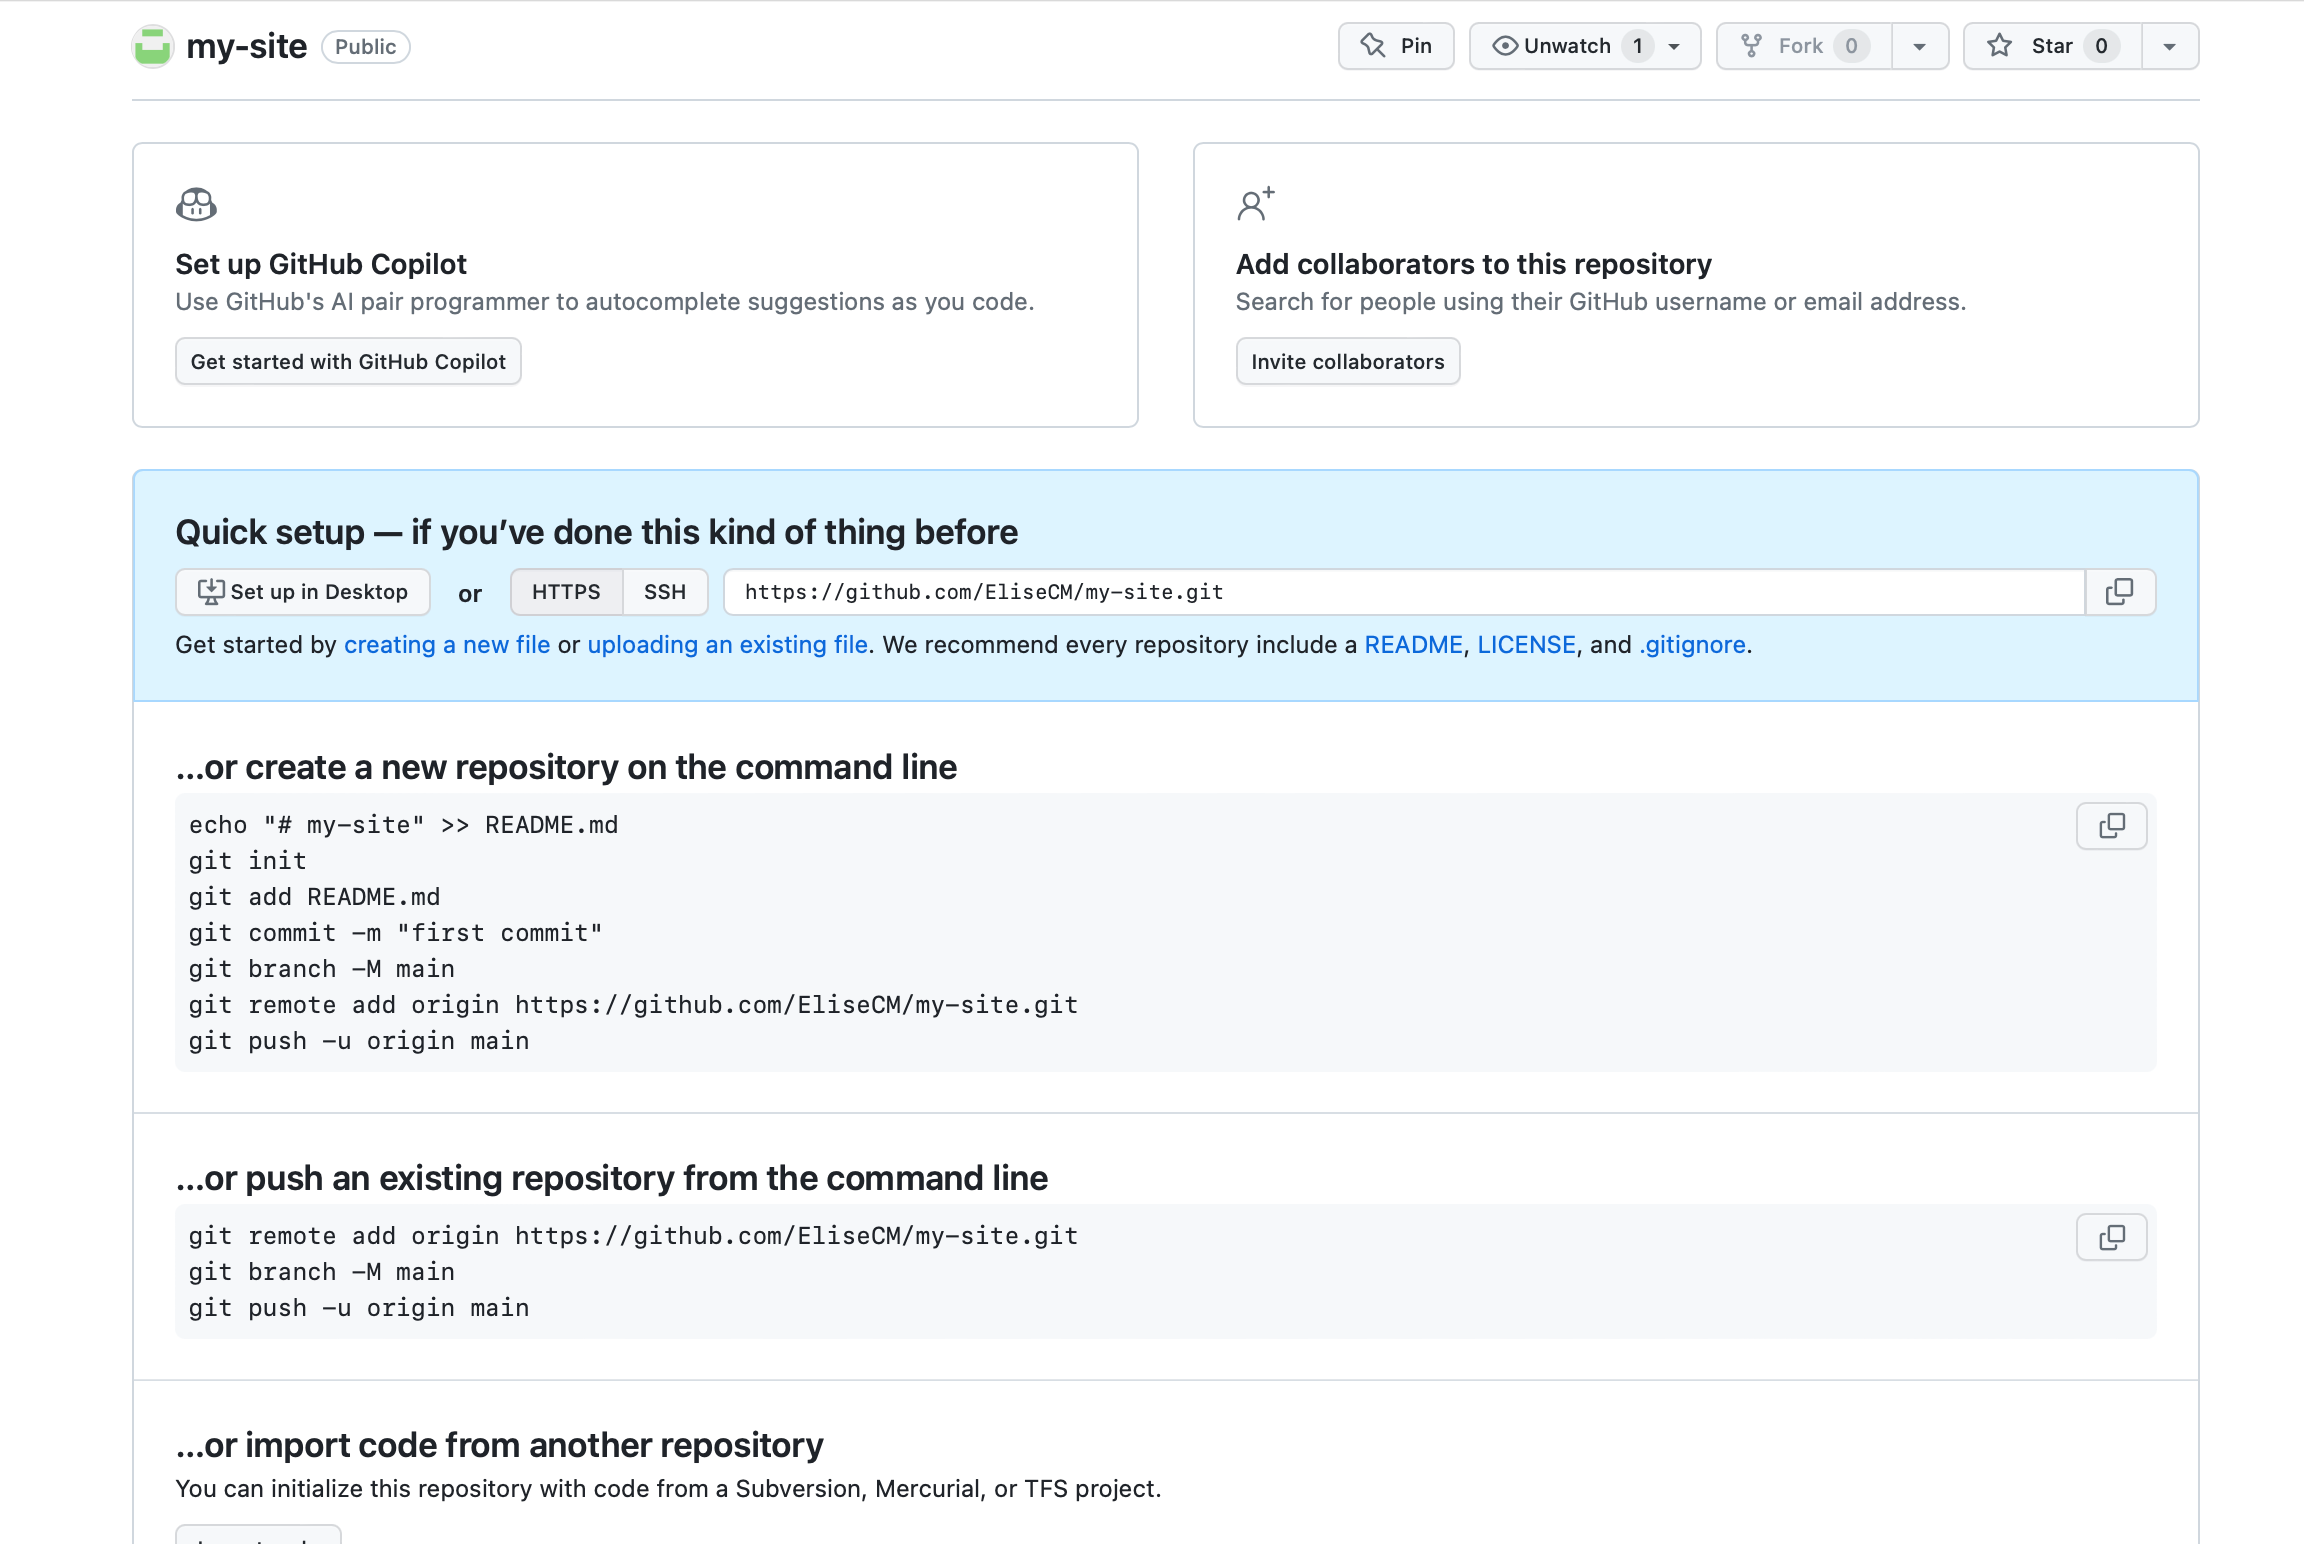 my-site Public Pin Unwatch 1 Fork 0 Star 0
Set up GitHub Copilot
Use GitHub's AI pair programmer to autocomplete suggestions as you code.
Get started with GitHub Copilot
Add collaborators to this repository
Search for people using their GitHub username or email address.
Invite collaborators
Quick setup — if you’ve done this kind of thing before
Set up in Desktop or HTTPS SSH https://github.com/EliseCM/my-site.git
Get started by creating a new file or uploading an existing file. We recommend every repository include a README, LICENSE, and .gitignore.
…or create a new repository on the command line
echo "# my-site" >> README.md
git init
git add README.md
git commit -m "first commit"
git branch -M main
git remote add origin https://github.com/EliseCM/my-site.git
git push -u origin main
…or push an existing repository from the command line
git remote add origin https://github.com/EliseCM/my-site.git
git branch -M main
git push -u origin main
…or import code from another repository
You can initialize this repository with code from a Subversion, Mercurial, or TFS project.